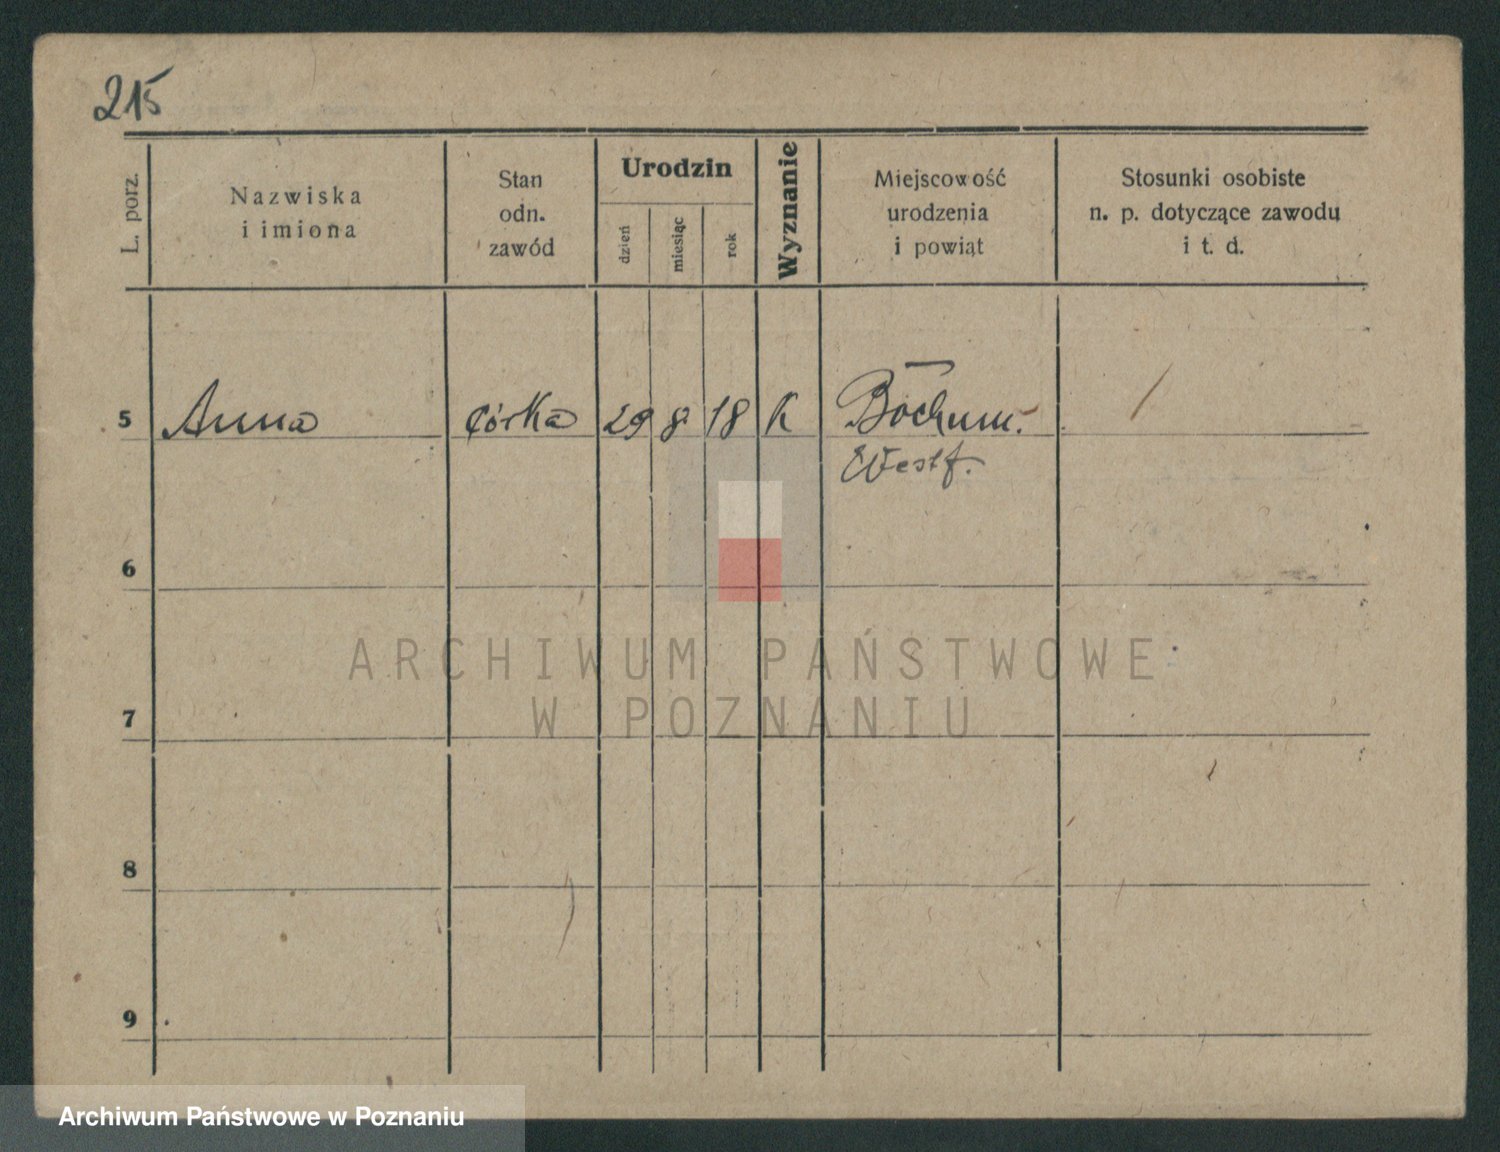 215
L. porz.
Nazwiska
i imiona
Stan
odn.
zawód
Urodzin
dzień
miesiąc
rok
Wyznanie
Miejscowość
urodzenia
i powiąt
Stosunki osobiste
n. p. dotyczące zawodu
i t. d.
5 Anna córka 29 8 18 K Bochum.
Westf.
6
ARCHIWUM PAŃSTWOWE
W POZNANIU
7
8
9
Archiwum Państwowe w Poznaniu